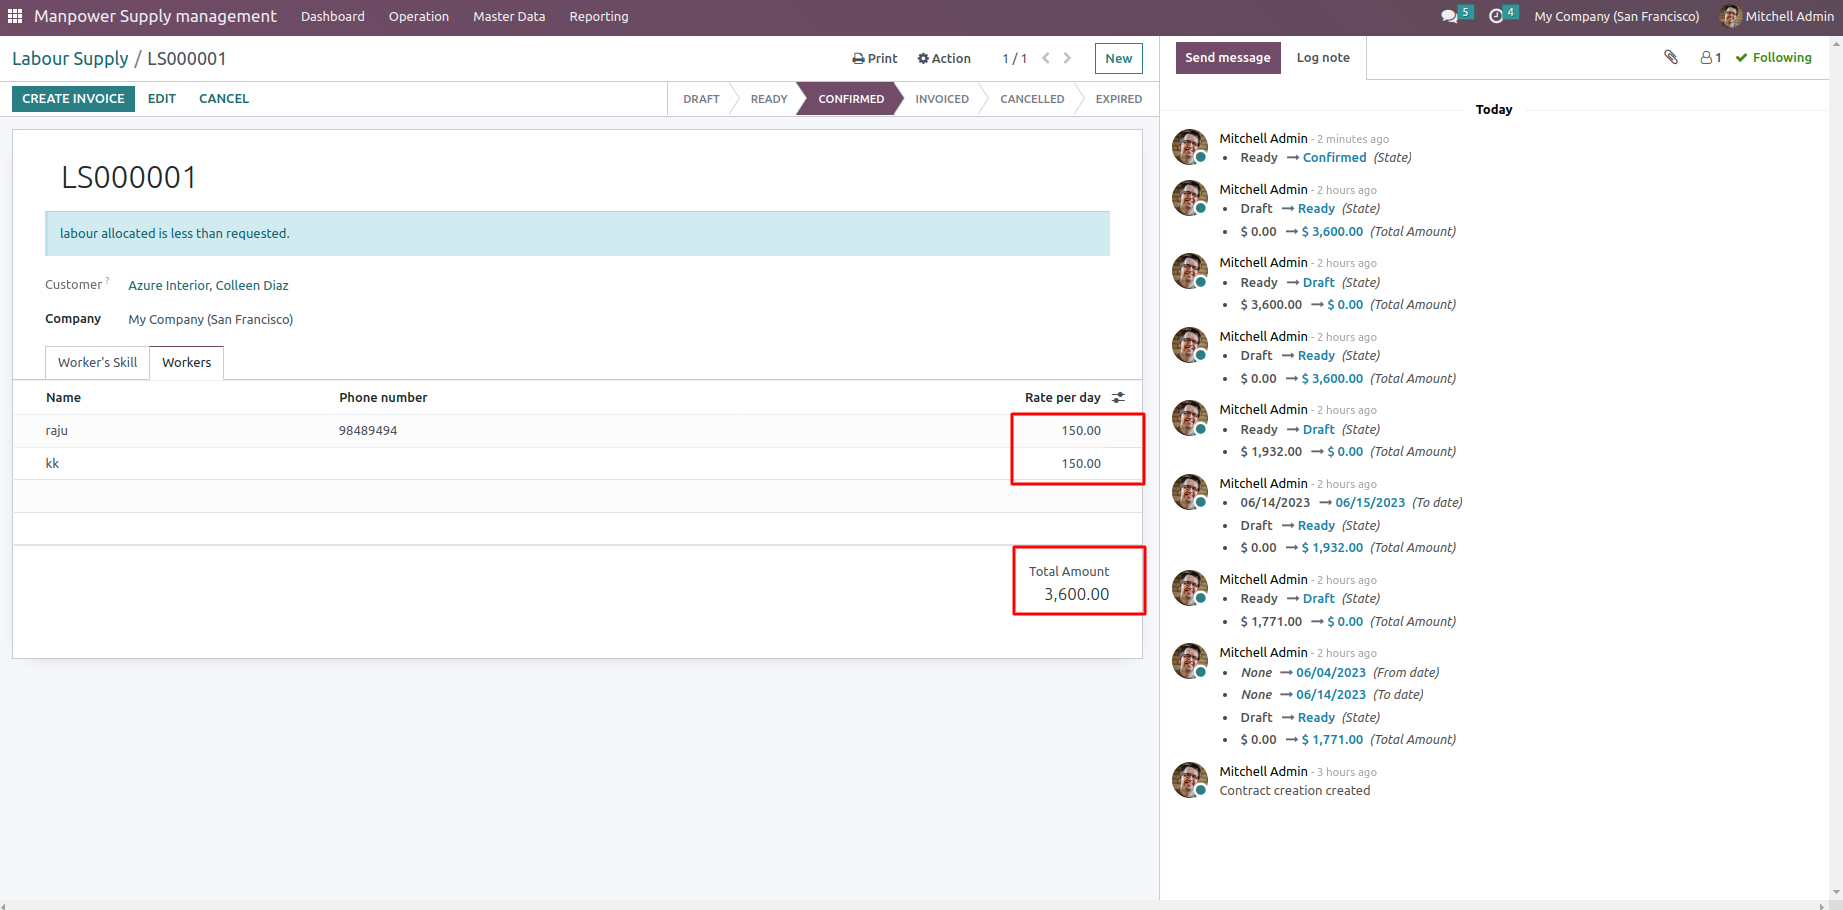 Manpower Supply management Dashboard Operation Master Data Reporting 5 4 My Company (San Francisco) Mitchell Admin
Labour Supply / LS000001 Print Action 1 / 1 New
CREATE INVOICE EDIT CANCEL DRAFT READY CONFIRMED INVOICED CANCELLED EXPIRED
LS000001
labour allocated is less than requested.
Customer ? Azure Interior, Colleen Diaz
Company My Company (San Francisco)
Worker's Skill Workers
Name Phone number Rate per day
raju 98489494 150.00
kk 150.00
Total Amount
3,600.00
Send message Log note 1 Following
Today
Mitchell Admin - 2 minutes ago
• Ready → Confirmed (State)
Mitchell Admin - 2 hours ago
• Draft → Ready (State)
• $ 0.00 → $ 3,600.00 (Total Amount)
Mitchell Admin - 2 hours ago
• Ready → Draft (State)
• $ 3,600.00 → $ 0.00 (Total Amount)
Mitchell Admin - 2 hours ago
• Draft → Ready (State)
• $ 0.00 → $ 3,600.00 (Total Amount)
Mitchell Admin - 2 hours ago
• Ready → Draft (State)
• $ 1,932.00 → $ 0.00 (Total Amount)
Mitchell Admin - 2 hours ago
• 06/14/2023 → 06/15/2023 (To date)
• Draft → Ready (State)
• $ 0.00 → $ 1,932.00 (Total Amount)
Mitchell Admin - 2 hours ago
• Ready → Draft (State)
• $ 1,771.00 → $ 0.00 (Total Amount)
Mitchell Admin - 2 hours ago
• None → 06/04/2023 (From date)
• None → 06/14/2023 (To date)
• Draft → Ready (State)
• $ 0.00 → $ 1,771.00 (Total Amount)
Mitchell Admin - 3 hours ago
Contract creation created